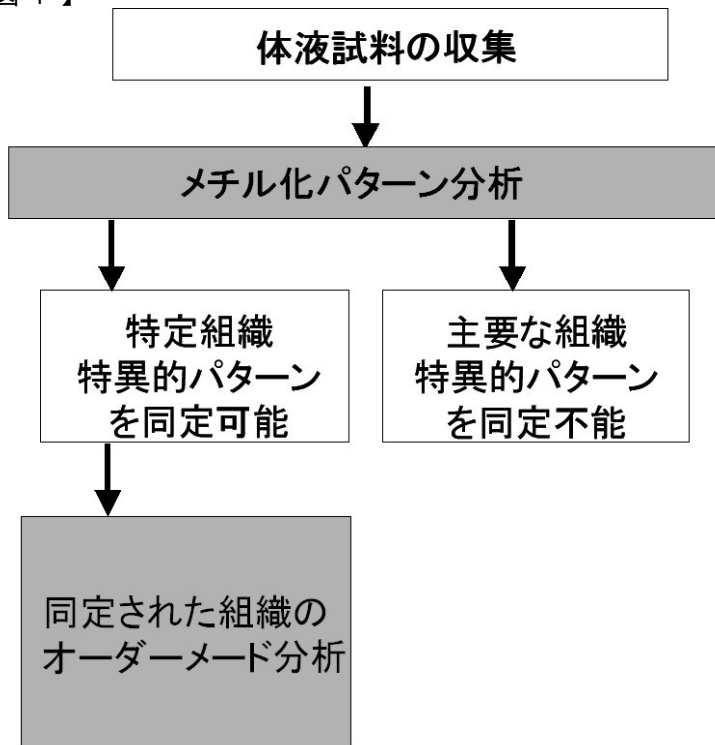 体液試料の収集
メチル化パターン分析
特定組織
特異的パターン
を同定可能
主要な組織
特異的パターン
を同定不能
同定された組織の
オーダーメード分析